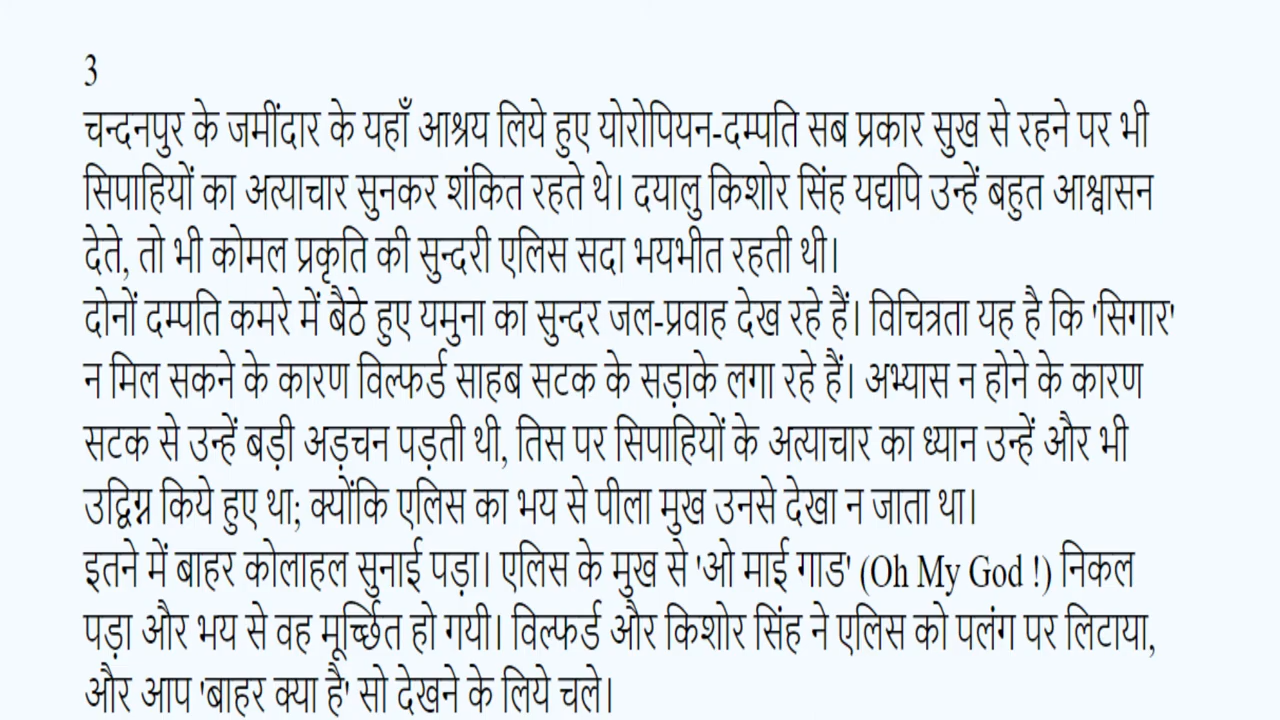 3
चन्दनपुर के जमींदार के यहाँ आश्रय लिये हुए योरोपियन-दम्पति सब प्रकार सुख से रहने पर भी
सिपाहियों का अत्याचार सुनकर शंकित रहते थे। दयालु किशोर सिंह यद्यपि उन्हें बहुत आश्वासन
देते, तो भी कोमल प्रकृति की सुन्दरी एलिस सदा भयभीत रहती थी।
दोनों दम्पति कमरे में बैठे हुए यमुना का सुन्दर जल-प्रवाह देख रहे हैं। विचित्रता यह है कि 'सिगार'
न मिल सकने के कारण विल्फर्ड साहब सटक के सड़ाके लगा रहे हैं। अभ्यास न होने के कारण
सटक से उन्हें बड़ी अड़चन पड़ती थी, तिस पर सिपाहियों के अत्याचार का ध्यान उन्हें और भी
उद्विग्न किये हुए था; क्योंकि एलिस का भय से पीला मुख उनसे देखा न जाता था।
इतने में बाहर कोलाहल सुनाई पड़ा। एलिस के मुख से 'ओ माई गाड' (Oh My God !) निकल
पड़ा और भय से वह मूर्च्छित हो गयी। विल्फर्ड और किशोर सिंह ने एलिस को पलंग पर लिटाया,
और आप 'बाहर क्या है' सो देखने के लिये चले।